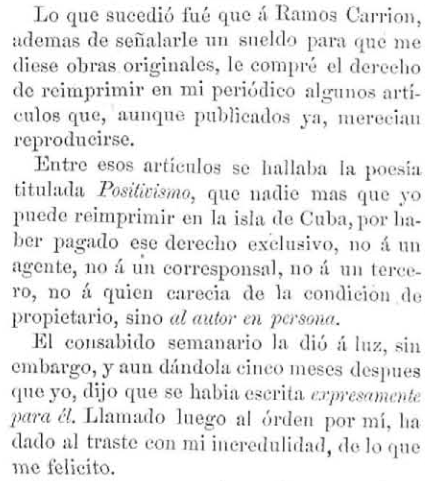 Lo que sucedió fué que á Ramos Carrion,
ademas de señalarle un sueldo para que me
diese obras originales, le compré el derecho
de reimprimir en mi periódico algunos artí-
culos que, aunque publicados ya, merecian
reproducirse.
Entre esos artículos se hallaba la poesía
titulada Positivismo, que nadie mas que yo
puede reimprimir en la isla de Cuba, por ha-
ber pagado ese derecho exclusivo, no á un
agente, no á un corresponsal, no á un terce-
ro, no á quien carecia de la condicion de
propietario, sino al autor en persona.
El consabido semanario la dió á luz, sin
embargo, y aun dándola cinco meses despues
que yo, dijo que se habia escrita expresamente
para él. Llamado luego al órden por mí, ha
dado al traste con mi incredulidad, de lo que
me felicito.